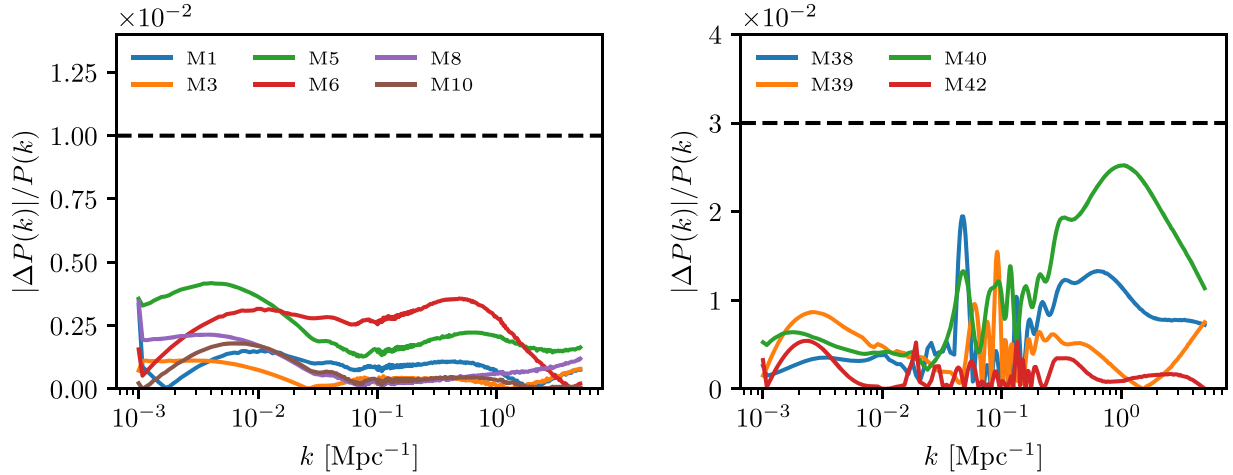 ×10⁻²
M1 M5 M8
M3 M6 M10
1.25
1.00
0.75
0.50
0.25
0.00
|ΔP(k)|/P(k)
10⁻³ 10⁻² 10⁻¹ 10⁰
k [Mpc⁻¹]
×10⁻²
M38 M40
M39 M42
4
3
2
1
0
|ΔP(k)|/P(k
10⁻³ 10⁻² 10⁻¹ 10⁰
k [Mpc⁻¹]